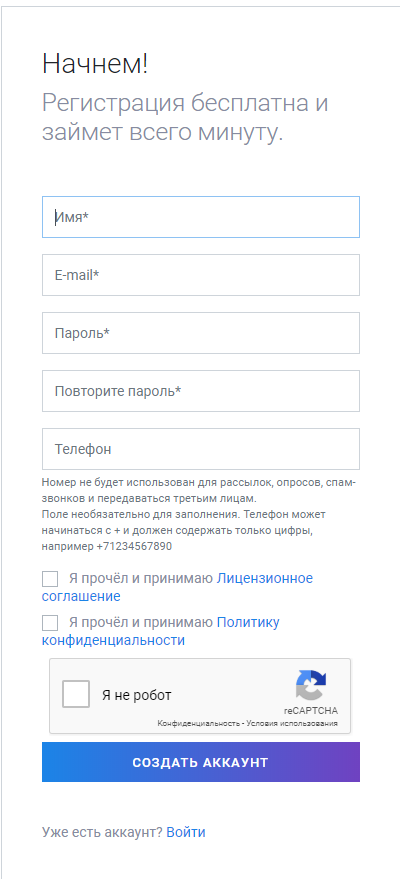 Начнем!
Регистрация бесплатна и
займет всего минуту.
Имя*
E-mail*
Пароль*
Повторите пароль*
Телефон
Номер не будет использован для рассылок, опросов, спам-
звонков и передаваться третьим лицам.
Поле необязательно для заполнения. Телефон может
начинаться с + и должен содержать только цифры,
например +71234567890
Я прочёл и принимаю Лицензионное
соглашение
Я прочёл и принимаю Политику
конфиденциальности
Я не робот
reCAPTCHA
Конфиденциальность - Условия использования
СОЗДАТЬ АККАУНТ
Уже есть аккаунт? Войти